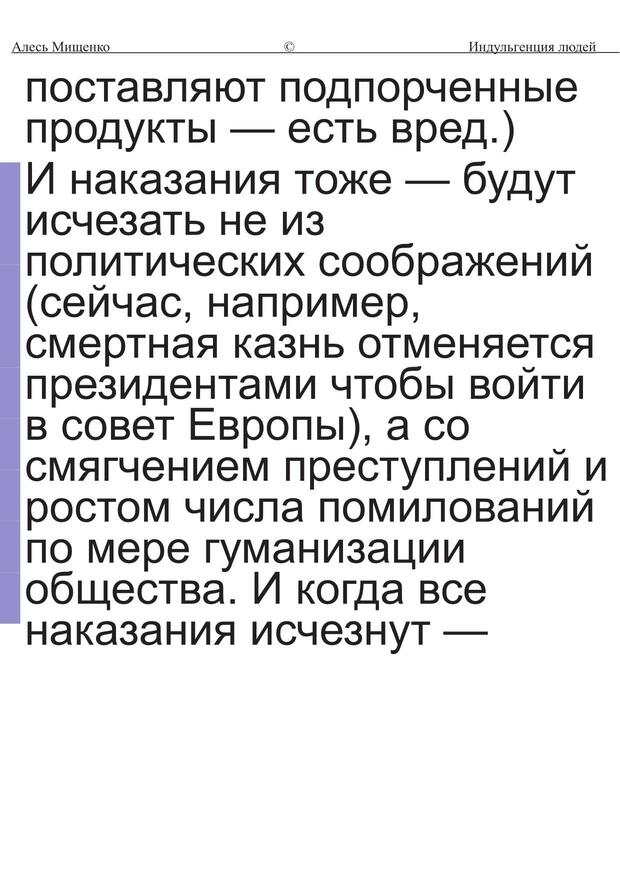 Алесь Мищенко © Индульгенция людей
поставляют подпорченные
продукты — есть вред.)
И наказания тоже — будут
исчезать не из
политических соображений
(сейчас, например,
смертная казнь отменяется
президентами чтобы войти
в совет Европы), а со
смягчением преступлений и
ростом числа помилований
по мере гуманизации
общества. И когда все
наказания исчезнут —